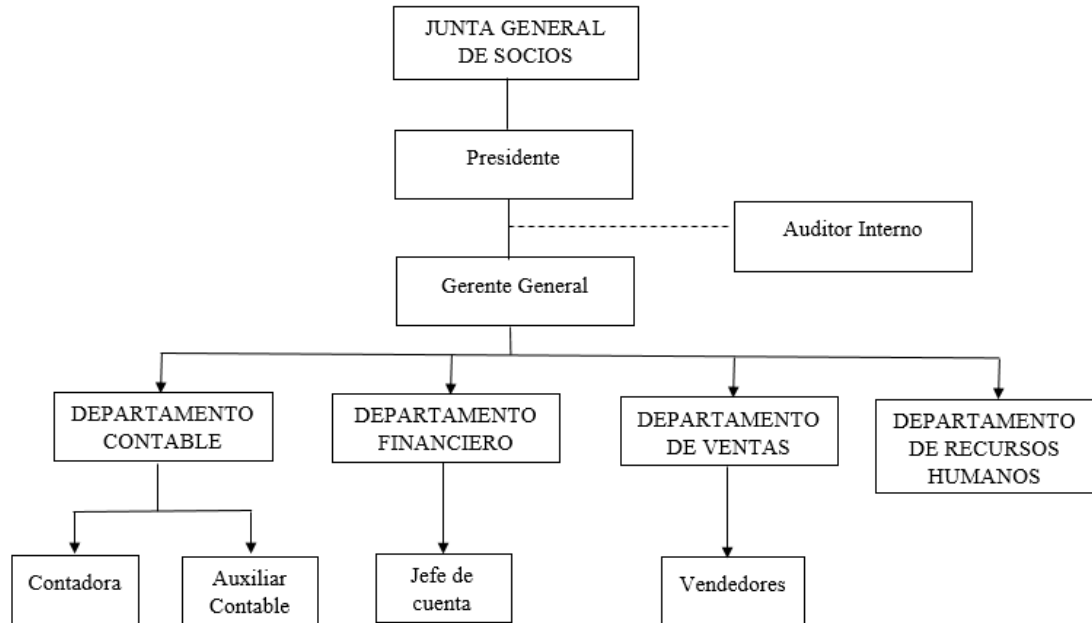 JUNTA GENERAL
DE SOCIOS
Presidente
Auditor Interno
Gerente General
DEPARTAMENTO
CONTABLE
DEPARTAMENTO
FINANCIERO
DEPARTAMENTO
DE VENTAS
DEPARTAMENTO
DE RECURSOS
HUMANOS
Contadora
Auxiliar
Contable
Jefe de
cuenta
Vendedores